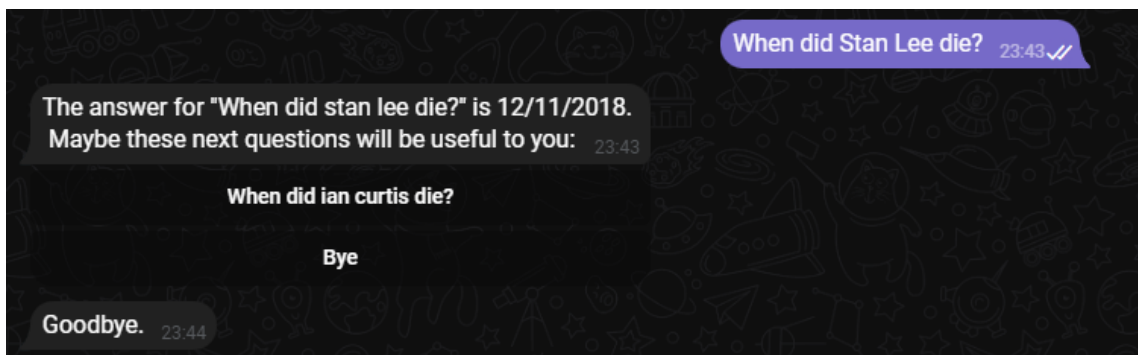 When did Stan Lee die? 23:43
The answer for "When did stan lee die?" is 12/11/2018.
Maybe these next questions will be useful to you: 23:43
When did ian curtis die?
Bye
Goodbye. 23:44